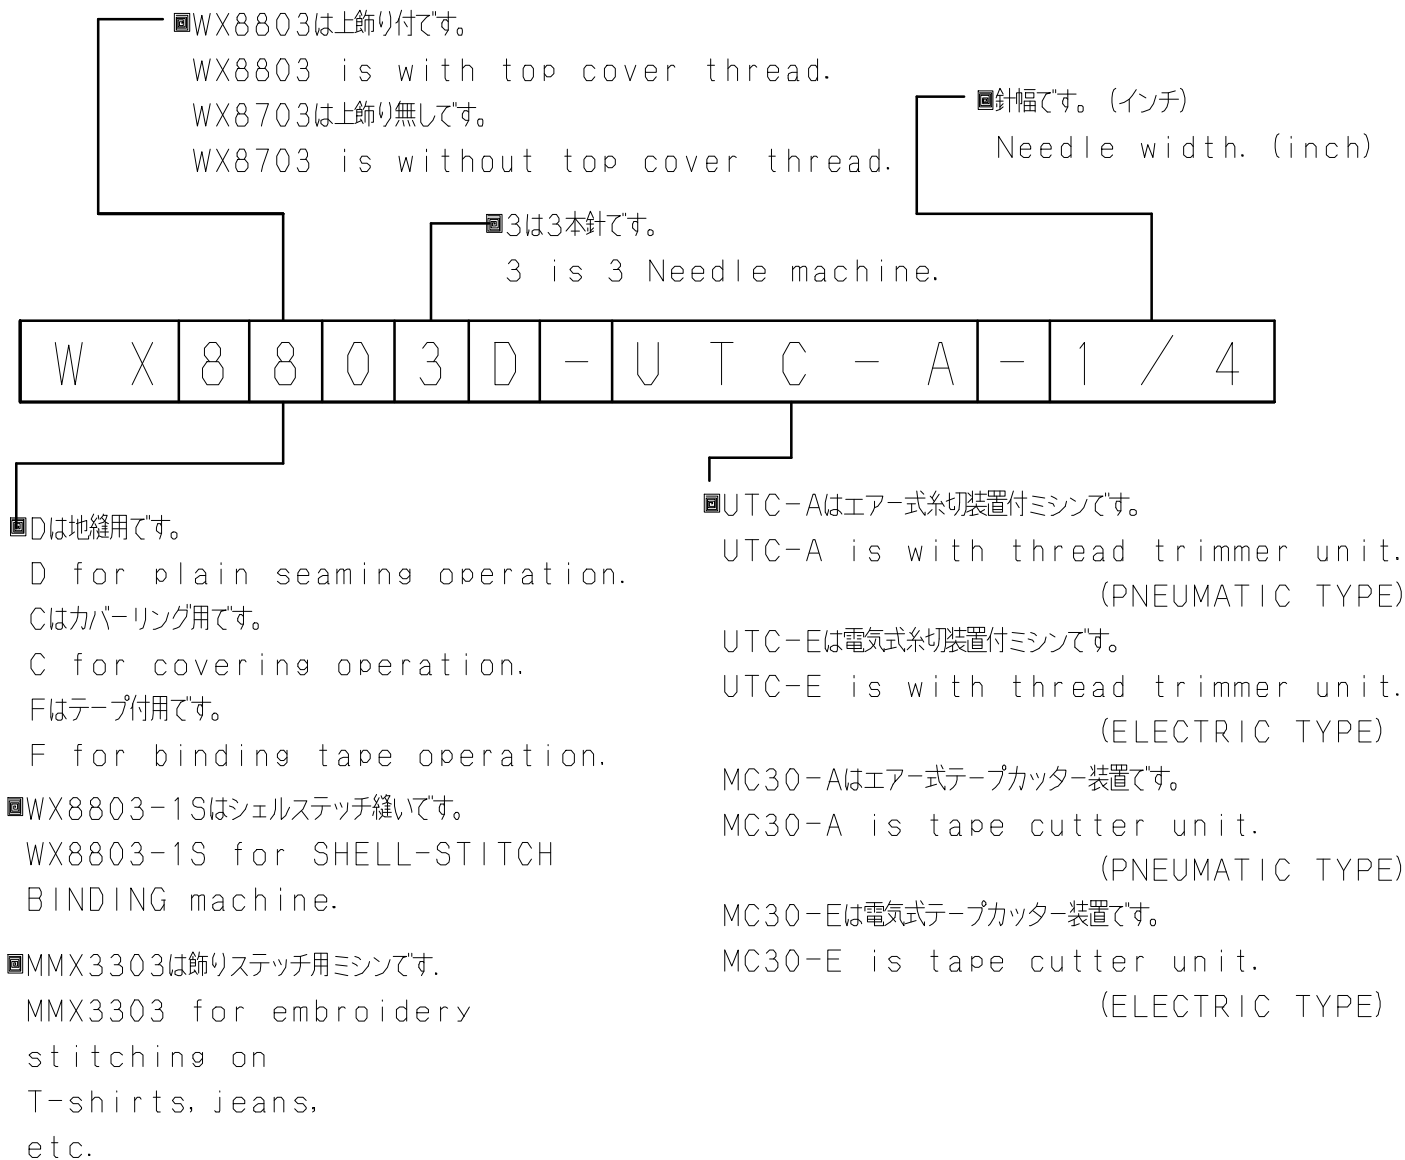 WX8803は上飾り付です。
WX8803 is with top cover thread.
WX8703は上飾り無しです。
WX8703 is without top cover thread.
針幅です。(インチ)
Needle width. (inch)
3は3本針です。
3 is 3 Needle machine.
WX8803D-UTC-A-1/4
Dは地縫用です。
D for plain seaming operation.
Cはカバーリング用です。
C for covering operation.
Fはテープ付用です。
F for binding tape operation.
WX8803-1Sはシェルステッチ縫いです。
WX8803-1S for SHELL-STITCH
BINDING machine.
MMX3303は飾りステッチ用ミシンです.
MMX3303 for embroidery
stitching on
T-shirts, jeans,
etc.
UTC-Aはエアー式糸切装置付ミシンです。
UTC-A is with thread trimmer unit.
(PNEUMATIC TYPE)
UTC-Eは電気式糸切装置付ミシンです。
UTC-E is with thread trimmer unit.
(ELECTRIC TYPE)
MC30-Aはエアー式テープカッター装置です。
MC30-A is tape cutter unit.
(PNEUMATIC TYPE)
MC30-Eは電気式テープカッター装置です。
MC30-E is tape cutter unit.
(ELECTRIC TYPE)